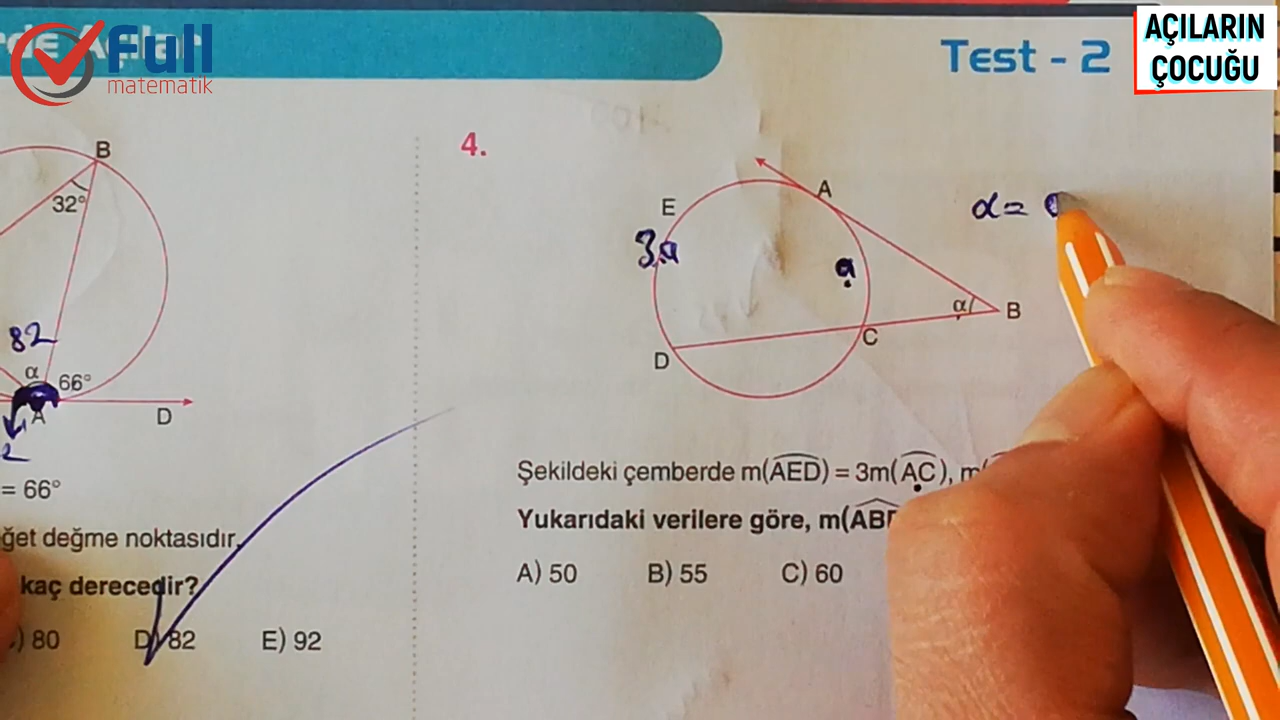 Full
matematik
Test - 2
AÇILARIN
ÇOCUĞU
B
32°
82
α
66°
A
D
= 66°
ğet değme noktasıdır.
kaç derecedir?
) 80 D) 82 E) 92
4.
A
E
3a
a
α = 
α
B
C
D
Şekildeki çemberde m(AED) = 3m(AC), m(
Yukarıdaki verilere göre, m(AB
A) 50 B) 55 C) 60